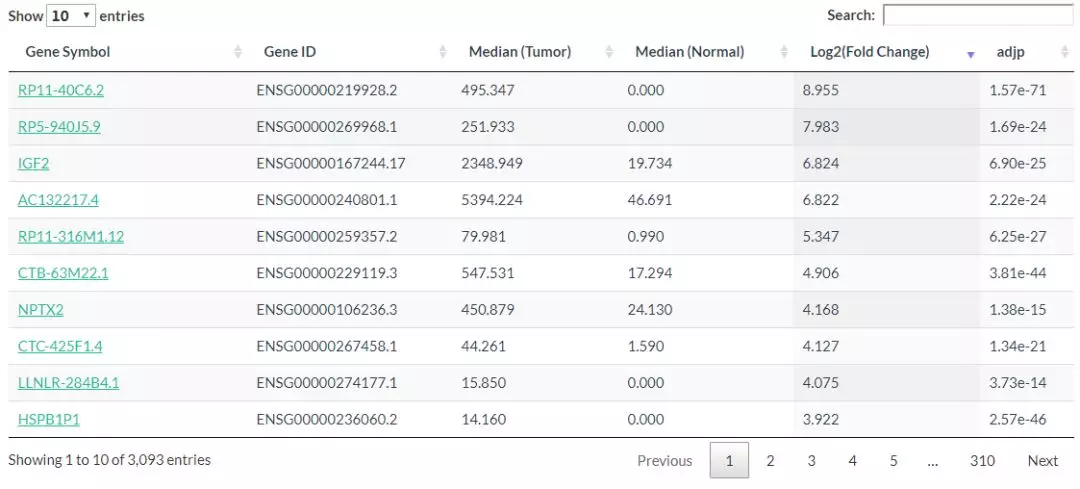 Show 10 entries Search:
Gene Symbol Gene ID Median (Tumor) Median (Normal) Log2(Fold Change) adjp
RP11-40C6.2 ENSG00000219928.2 495.347 0.000 8.955 1.57e-71
RP5-940J5.9 ENSG00000269968.1 251.933 0.000 7.983 1.69e-24
IGF2 ENSG00000167244.17 2348.949 19.734 6.824 6.90e-25
AC132217.4 ENSG00000240801.1 5394.224 46.691 6.822 2.22e-24
RP11-316M1.12 ENSG00000259357.2 79.981 0.990 5.347 6.25e-27
CTB-63M22.1 ENSG00000229119.3 547.531 17.294 4.906 3.81e-44
NPTX2 ENSG00000106236.3 450.879 24.130 4.168 1.38e-15
CTC-425F1.4 ENSG00000267458.1 44.261 1.590 4.127 1.34e-21
LLNLR-284B4.1 ENSG00000274177.1 15.850 0.000 4.075 3.73e-14
HSPB1P1 ENSG00000236060.2 14.160 0.000 3.922 2.57e-46
Showing 1 to 10 of 3,093 entries Previous 1 2 3 4 5 ... 310 Next